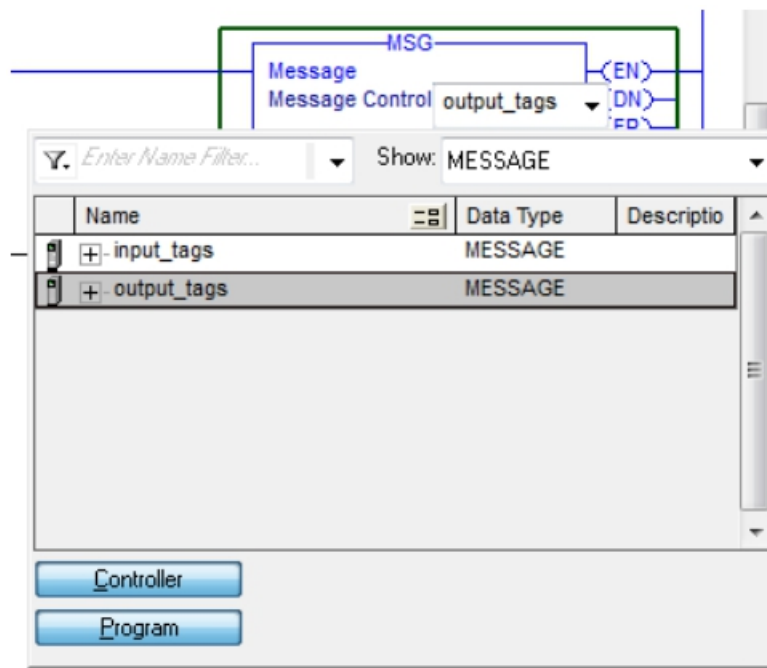 MSG
Message (EN)
Message Control output_tags (DN)
(ER)
Enter Name Filter... Show: MESSAGE
Name Data Type Descriptio
input_tags MESSAGE
output_tags MESSAGE
Controller
Program